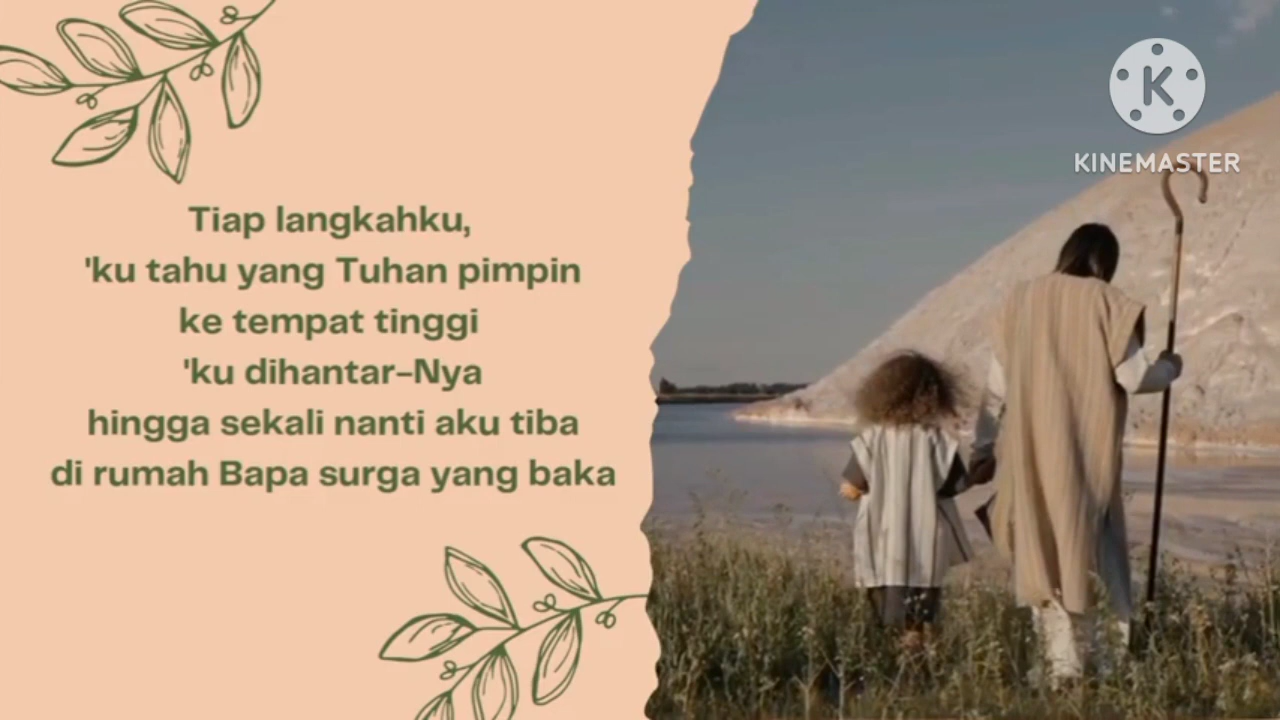 Tiap langkahku,
'ku tahu yang Tuhan pimpin
ke tempat tinggi
'ku dihantar-Nya
hingga sekali nanti aku tiba
di rumah Bapa surga yang baka
K
KINEMASTER